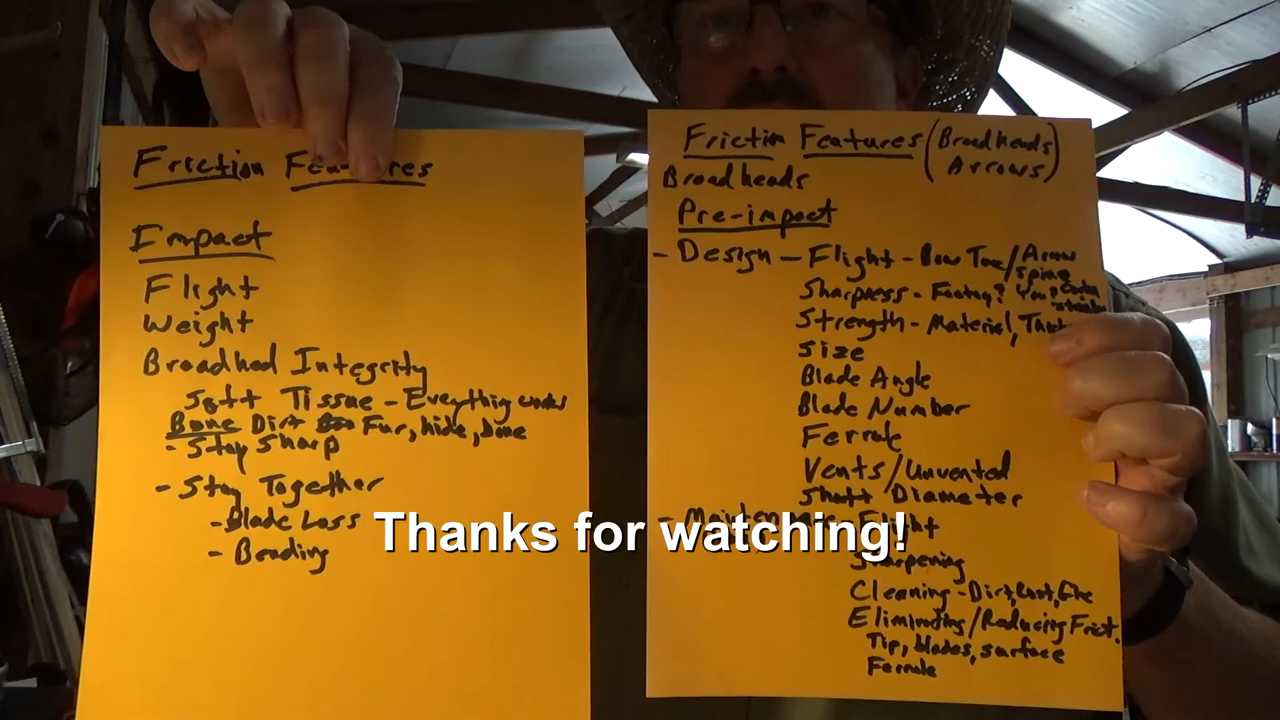 Friction Features
Impact
Flight
Weight
Broadhead Integrity
Soft Tissue - Everything works
Bone Dirt Fur, hide, bone
- Stay Sharp
- Stay Together
- Blade Loss
- Bending
Friction Features (Broadheads
Arrows)
Broadheads
Pre-impact
- Design - Flight - Bow Tune / Arrow
Spine
Sharpness - Factory? You?
Strength - Material,
Size
Blade Angle
Blade Number
Ferrule
Vents/Unvented
Shaft Diameter
- Maintenance - Flight
Sharpening
Cleaning - Dirt, Rust, Etc
Eliminating/Reducing Frict.
Tip, blades, surface
Ferrule
Thanks for watching!